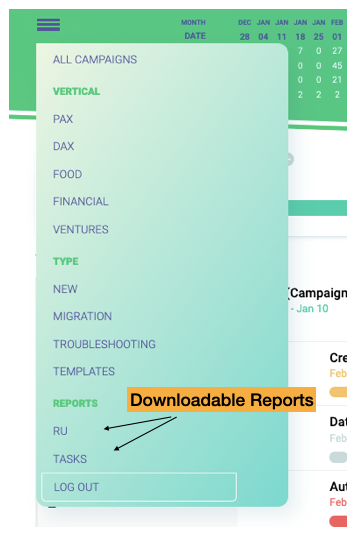 MONTH DEC JAN JAN JAN JAN FEB
DATE 28 04 11 18 25 01
7 0 27
0 0 45
0 0 21
2 2 2
ALL CAMPAIGNS
VERTICAL
PAX
DAX
FOOD
FINANCIAL
VENTURES
TYPE
NEW
MIGRATION
(Campaign
- Jan 10
TROUBLESHOOTING
TEMPLATES
Cre
Feb
REPORTS
Downloadable Reports
RU
Dat
Feb
TASKS
LOG OUT
Aut
Feb